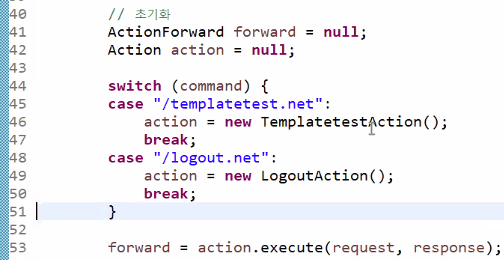 40 // 초기화
41 ActionForward forward = null;
42 Action action = null;
43
44 switch (command) {
45 case "/templatetest.net":
46 action = new TemplatetestAction();
47 break;
48 case "/logout.net":
49 action = new LogoutAction();
50 break;
51 }
52
53 forward = action.execute(request, response);